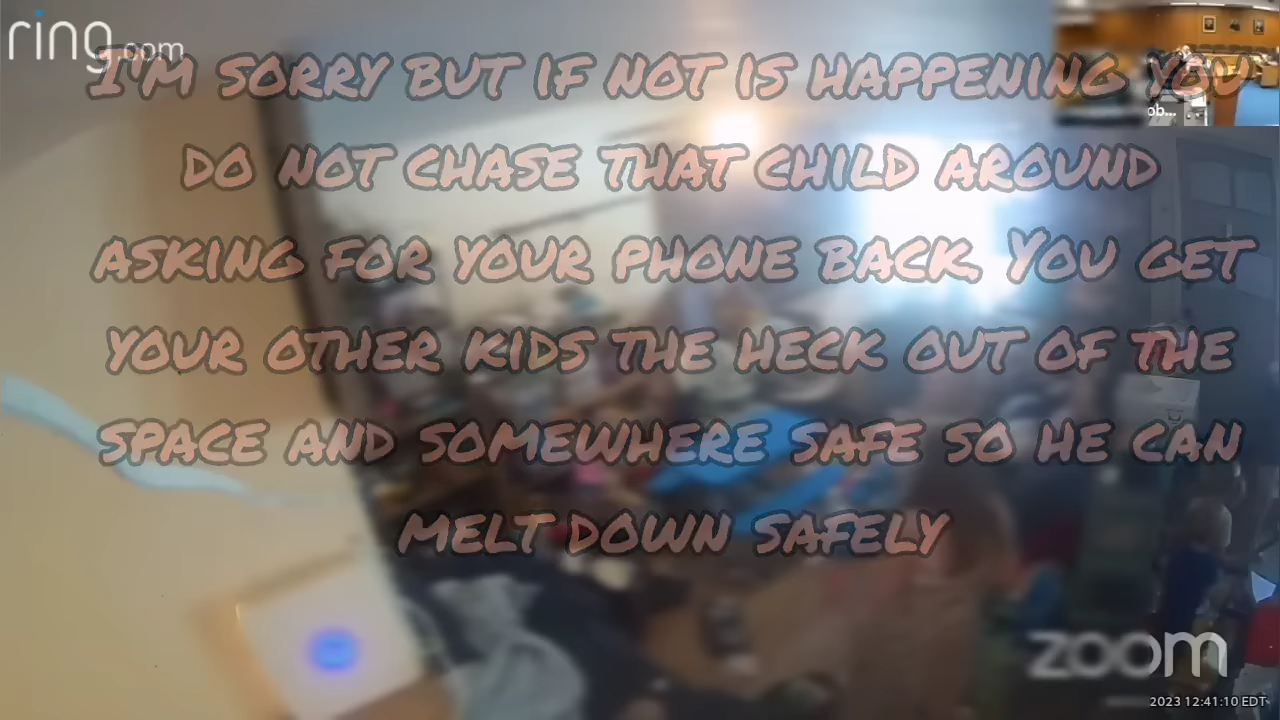 ring.com
I'M SORRY BUT IF NOT IS HAPPENING YOU
ob...
DO NOT CHASE THAT CHILD AROUND
ASKING FOR YOUR PHONE BACK, YOU GET
YOUR OTHER KIDS THE HECK OUT OF THE
SPACE AND SOMEWHERE SAFE SO HE CAN
MELT DOWN SAFELY
zoom
2023 12:41:10 EDT